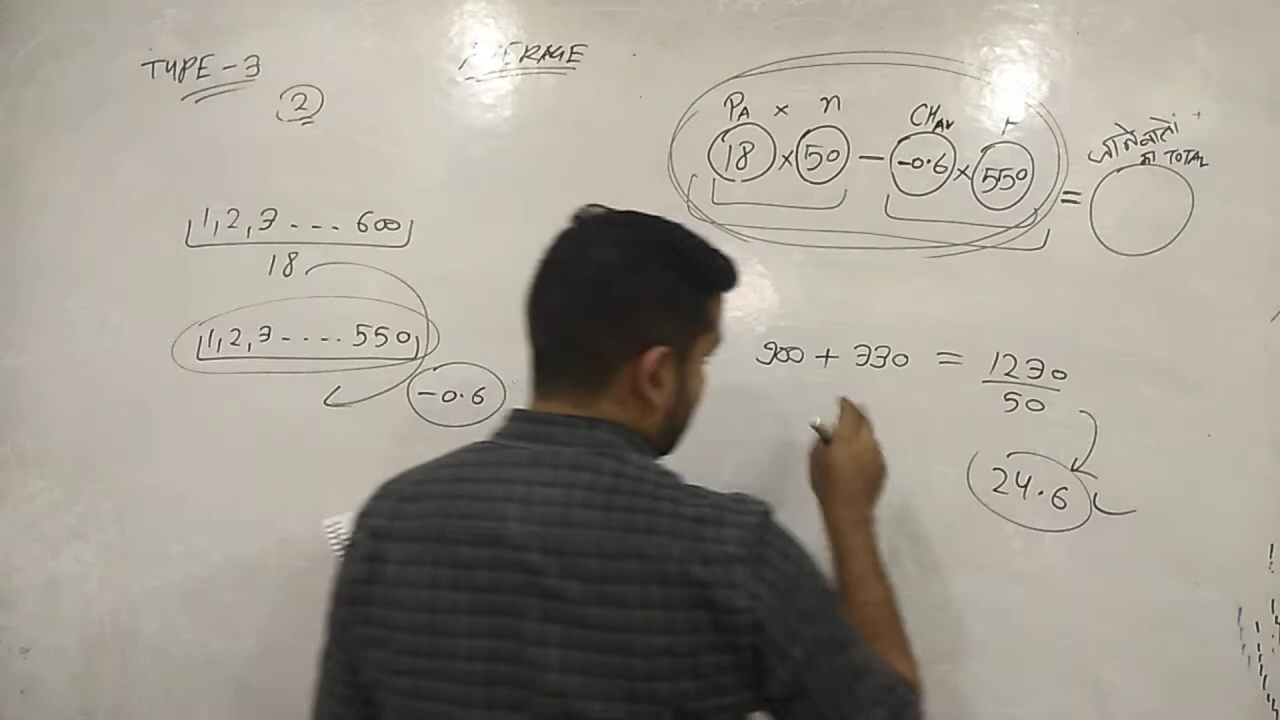 TYPE-3
AVERAGE
2
PA × n CHAV r
18 × 50 - -0.6 × 550 =
का TOTAL
1, 2, 3 --- 600
18
1, 2, 3 ---- 550
-0.6
900 + 330 = 1230
50
24.6